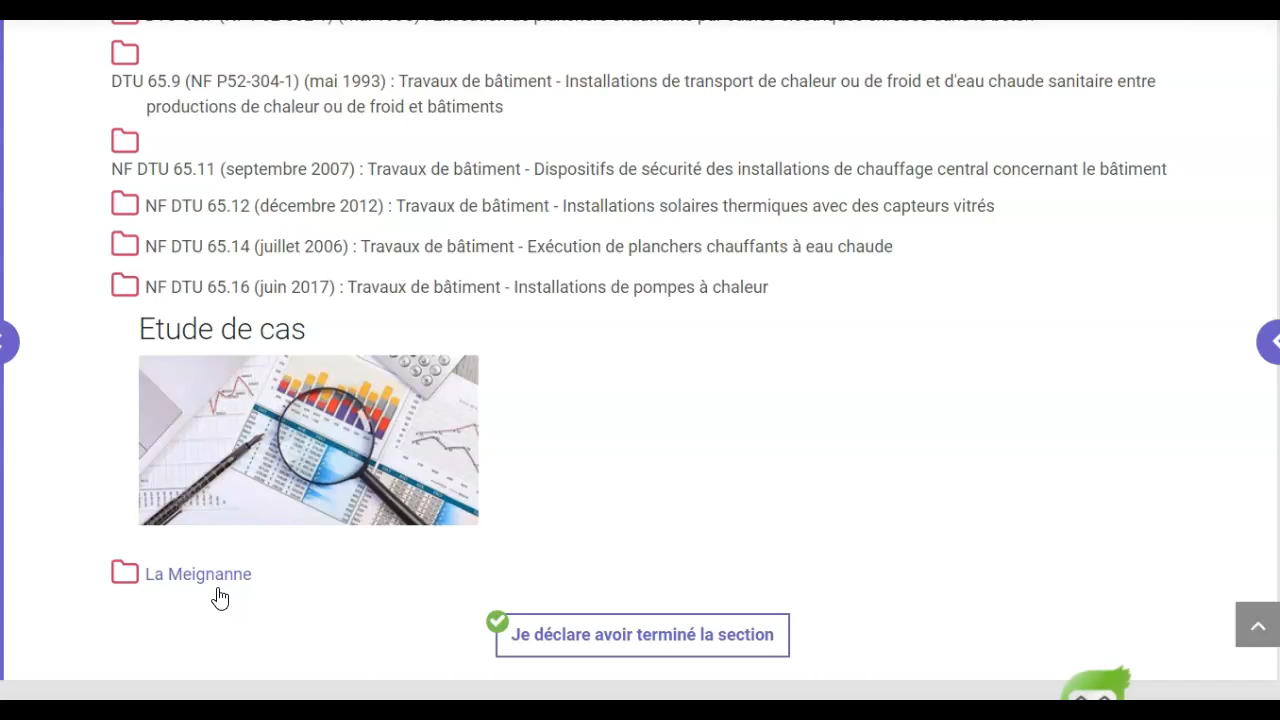 DTU 65.9 (NF P52-304-1) (mai 1993) : Travaux de bâtiment - Installations de transport de chaleur ou de froid et d'eau chaude sanitaire entre
productions de chaleur ou de froid et bâtiments
NF DTU 65.11 (septembre 2007) : Travaux de bâtiment - Dispositifs de sécurité des installations de chauffage central concernant le bâtiment
NF DTU 65.12 (décembre 2012) : Travaux de bâtiment - Installations solaires thermiques avec des capteurs vitrés
NF DTU 65.14 (juillet 2006) : Travaux de bâtiment - Exécution de planchers chauffants à eau chaude
NF DTU 65.16 (juin 2017) : Travaux de bâtiment - Installations de pompes à chaleur
Etude de cas
La Meignanne
Je déclare avoir terminé la section